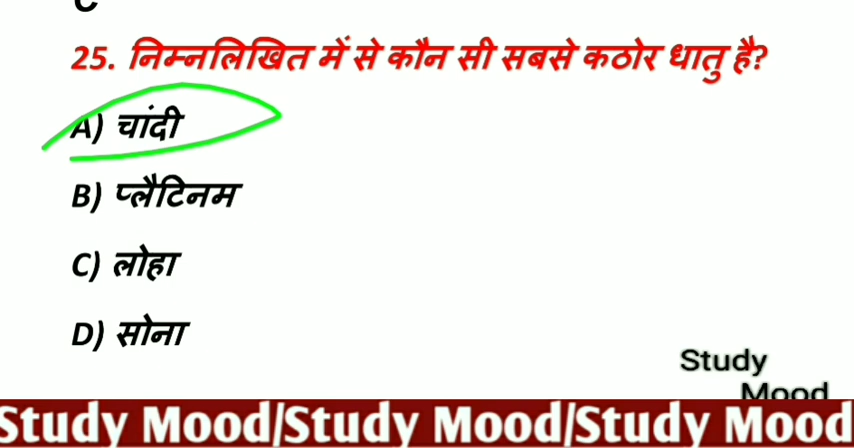 25. निम्नलिखित में से कौन सी सबसे कठोर धातु है?
A) चांदी
B) प्लैटिनम
C) लोहा
D) सोना
Study
Mood
Study Mood/Study Mood/Study Mood